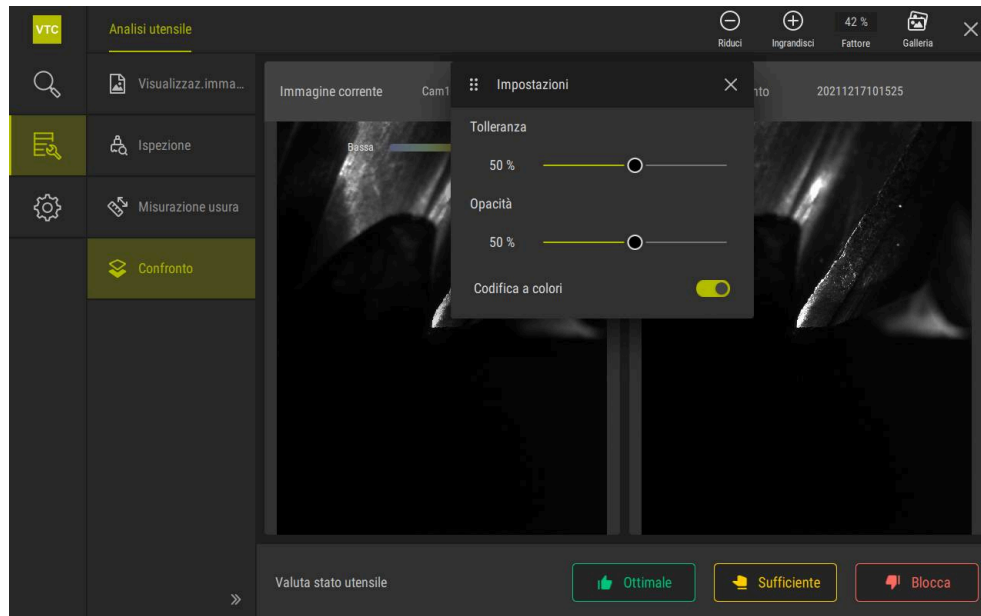 VTC
Analisi utensile
Riduci
Ingrandisci
42 %
Fattore
Galleria
Visualizzaz.imma...
Ispezione
Misurazione usura
Confronto
Immagine corrente
Cam1
Impostazioni
nto
20211217101525
Bassa
Tolleranza
50 %
Opacità
50 %
Codifica a colori
Valuta stato utensile
Ottimale
Sufficiente
Blocca